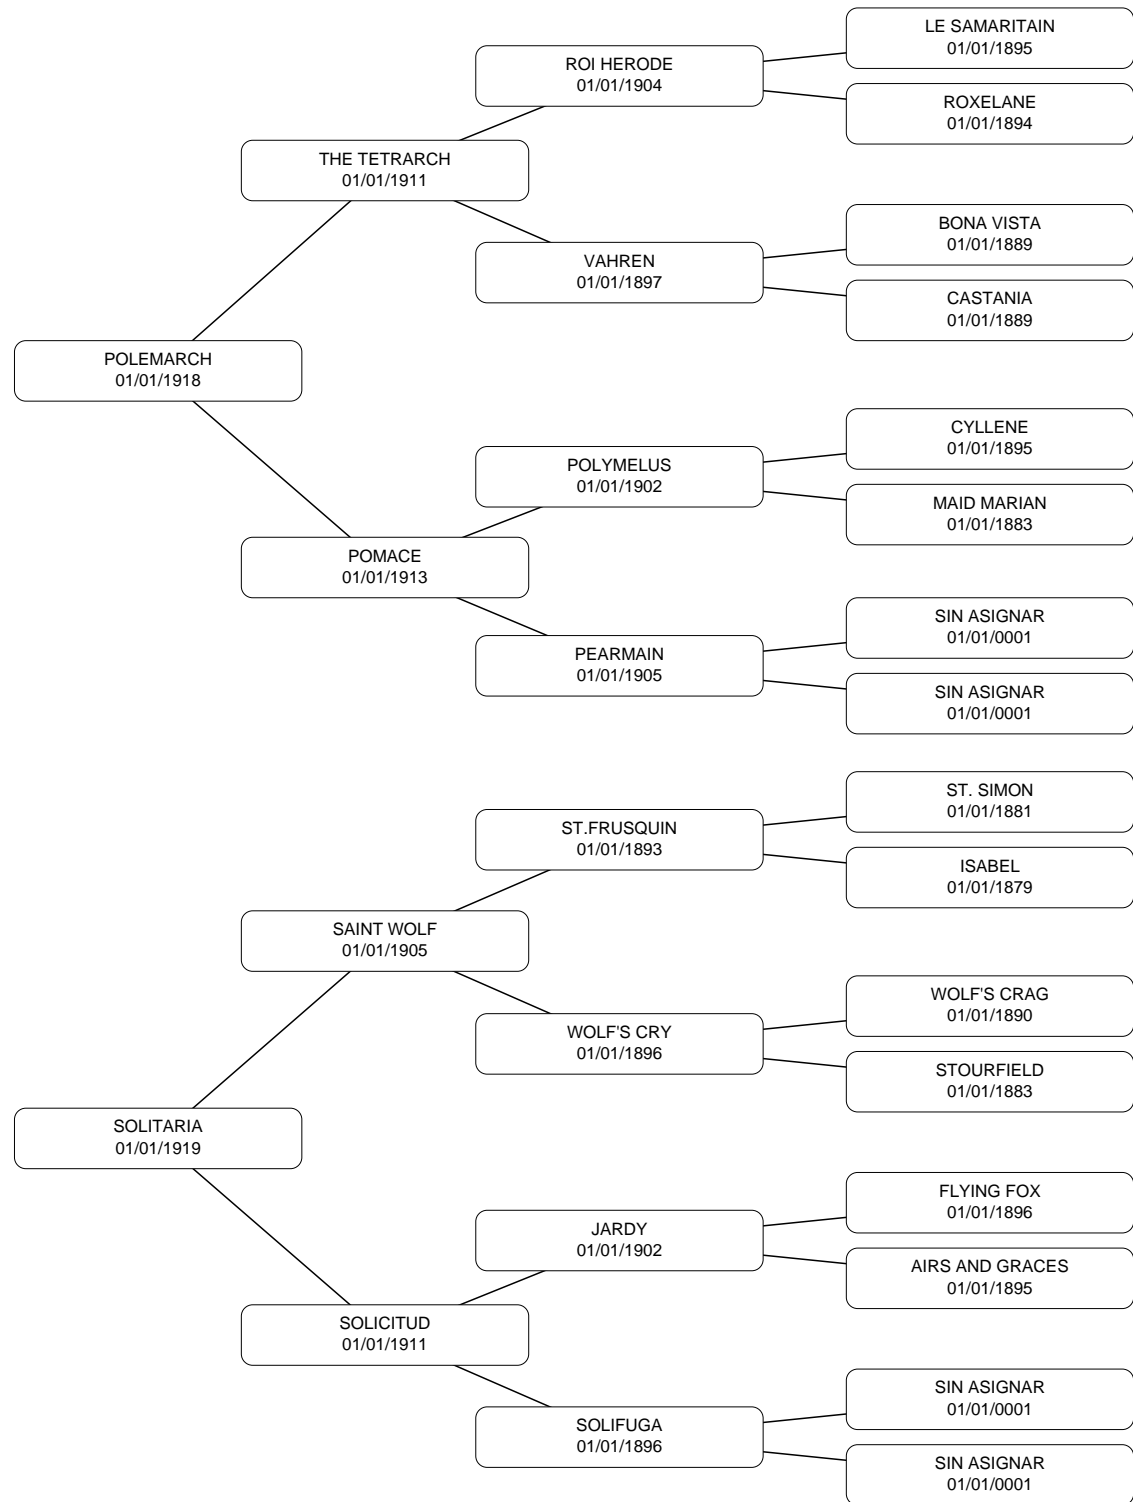 LE SAMARITAIN
01/01/1895
ROI HERODE
01/01/1904
ROXELANE
01/01/1894
THE TETRARCH
01/01/1911
BONA VISTA
01/01/1889
VAHREN
01/01/1897
CASTANIA
01/01/1889
POLEMARCH
01/01/1918
CYLLENE
01/01/1895
POLYMELUS
01/01/1902
MAID MARIAN
01/01/1883
POMACE
01/01/1913
SIN ASIGNAR
01/01/0001
PEARMAIN
01/01/1905
SIN ASIGNAR
01/01/0001
ST. SIMON
01/01/1881
ST.FRUSQUIN
01/01/1893
ISABEL
01/01/1879
SAINT WOLF
01/01/1905
WOLF'S CRAG
01/01/1890
WOLF'S CRY
01/01/1896
STOURFIELD
01/01/1883
SOLITARIA
01/01/1919
FLYING FOX
01/01/1896
JARDY
01/01/1902
AIRS AND GRACES
01/01/1895
SOLICITUD
01/01/1911
SIN ASIGNAR
01/01/0001
SOLIFUGA
01/01/1896
SIN ASIGNAR
01/01/0001